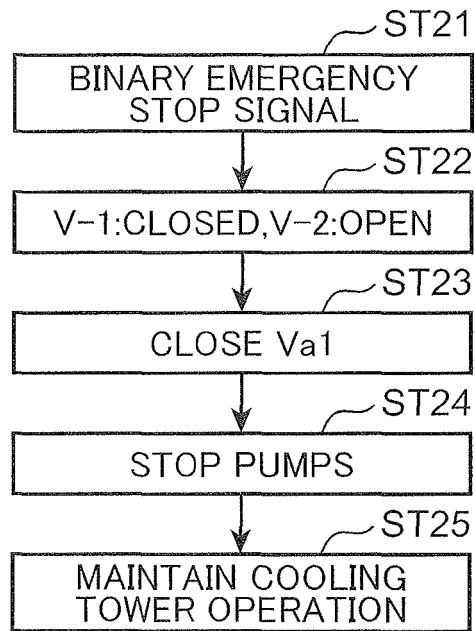 ST21
BINARY EMERGENCY
STOP SIGNAL
ST22
V-1:CLOSED,V-2:OPEN
ST23
CLOSE Va1
ST24
STOP PUMPS
ST25
MAINTAIN COOLING
TOWER OPERATION